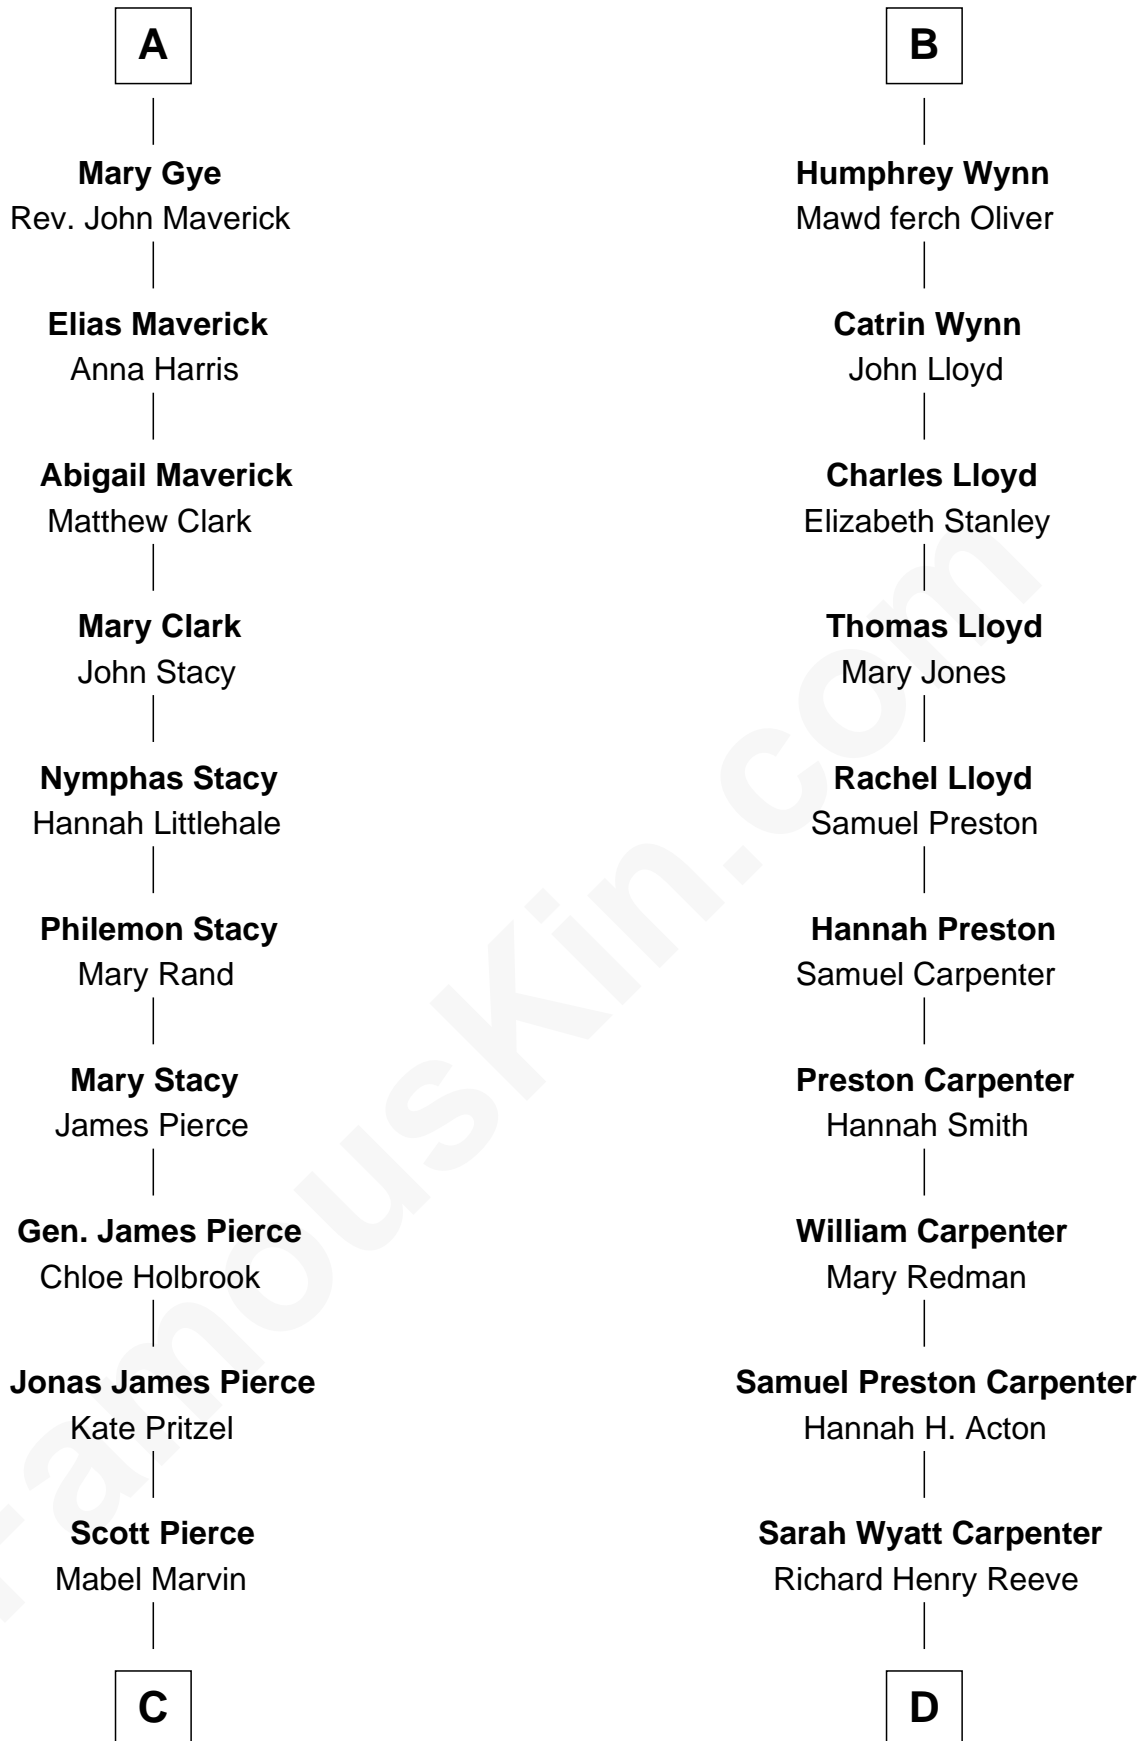 A
Mary Gye
Rev. John Maverick
Elias Maverick
Anna Harris
Abigail Maverick
Matthew Clark
Mary Clark
John Stacy
Nymphas Stacy
Hannah Littlehale
Philemon Stacy
Mary Rand
Mary Stacy
James Pierce
Gen. James Pierce
Chloe Holbrook
Jonas James Pierce
Kate Pritzel
Scott Pierce
Mabel Marvin
C
B
Humphrey Wynn
Mawd ferch Oliver
Catrin Wynn
John Lloyd
Charles Lloyd
Elizabeth Stanley
Thomas Lloyd
Mary Jones
Rachel Lloyd
Samuel Preston
Hannah Preston
Samuel Carpenter
Preston Carpenter
Hannah Smith
William Carpenter
Mary Redman
Samuel Preston Carpenter
Hannah H. Acton
Sarah Wyatt Carpenter
Richard Henry Reeve
D
FamousKin.com